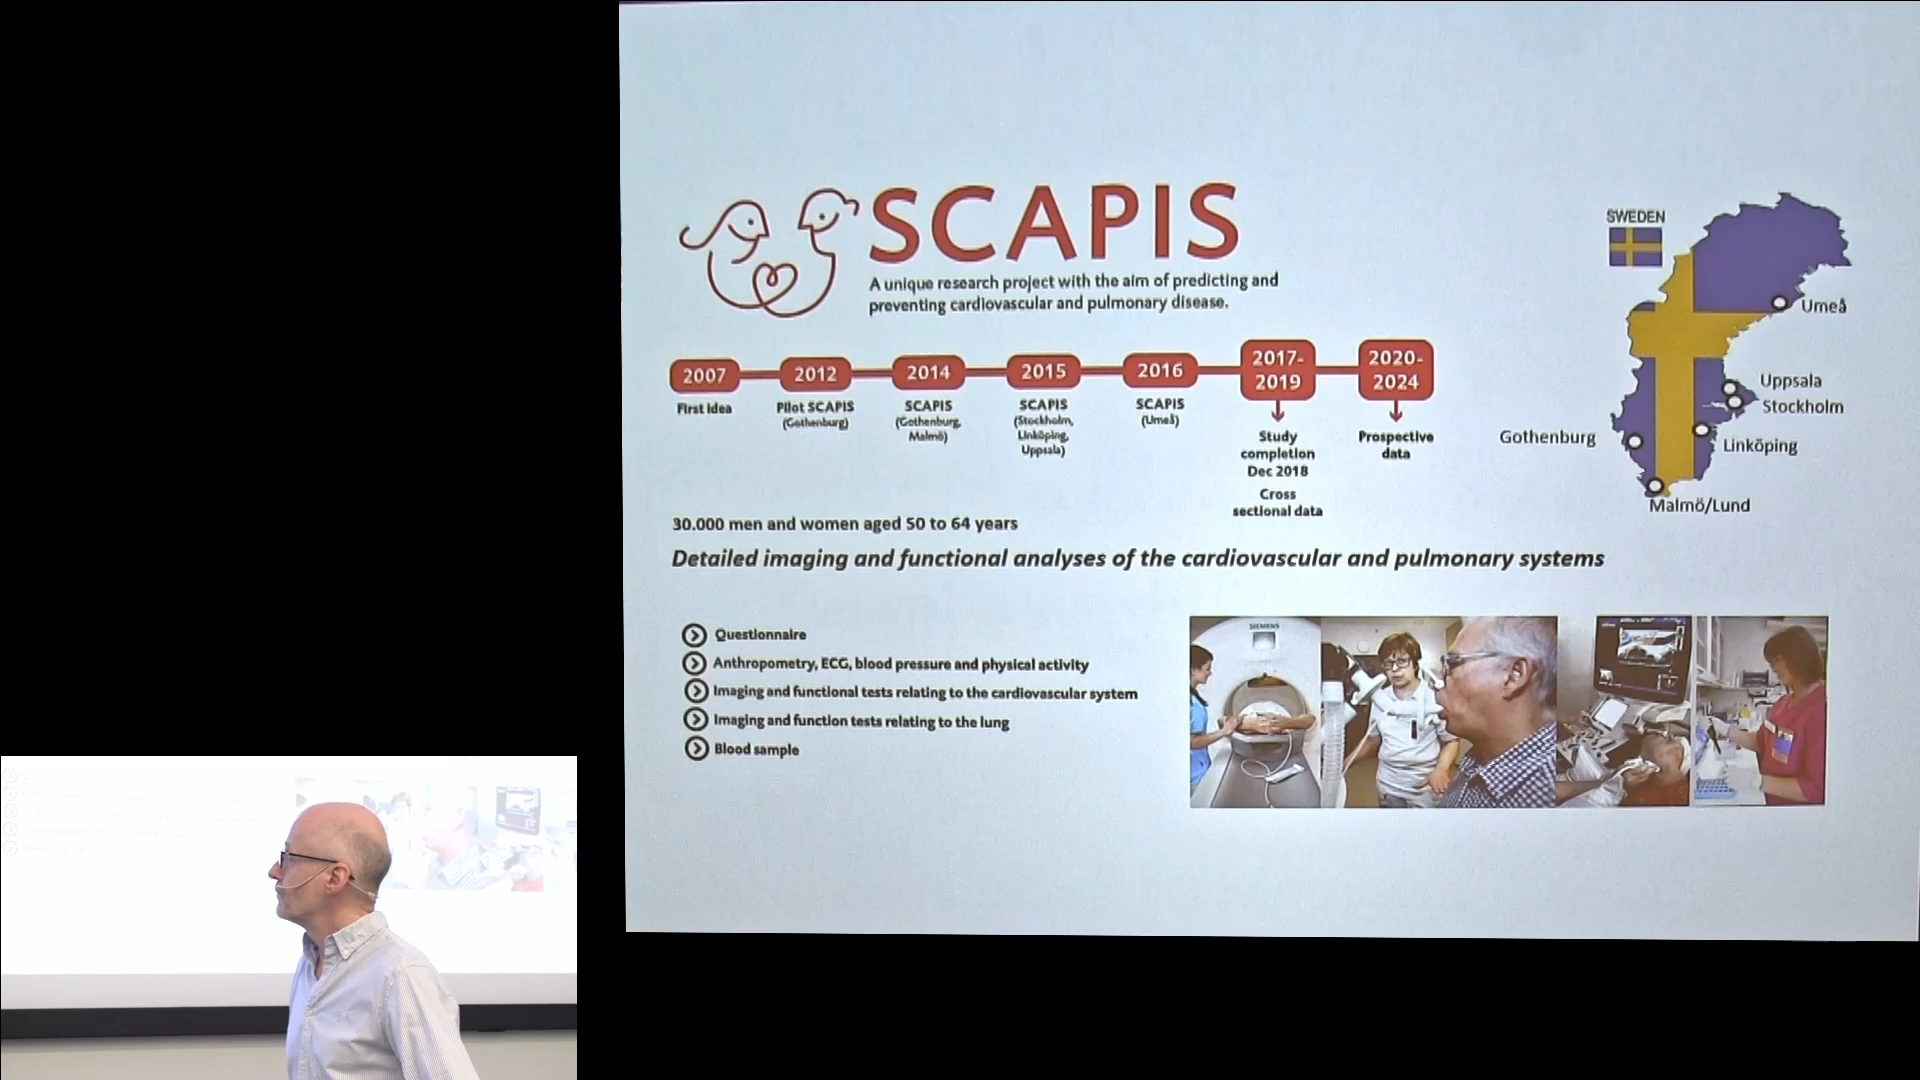 SCAPIS
A unique research project with the aim of predicting and
preventing cardiovascular and pulmonary disease.
SWEDEN
Umeå
Uppsala
Stockholm
Gothenburg
Linköping
Malmö/Lund
2007
First idea
2012
Pilot SCAPIS
(Gothenburg)
2014
SCAPIS
(Gothenburg,
Malmö)
2015
SCAPIS
(Stockholm,
Linköping,
Uppsala)
2016
SCAPIS
(Umeå)
2017-
2019
Study
completion
Dec 2018
Cross
sectional data
2020-
2024
Prospective
data
30.000 men and women aged 50 to 64 years
Detailed imaging and functional analyses of the cardiovascular and pulmonary systems
Questionnaire
Anthropometry, ECG, blood pressure and physical activity
Imaging and functional tests relating to the cardiovascular system
Imaging and function tests relating to the lung
Blood sample
SIEMENS